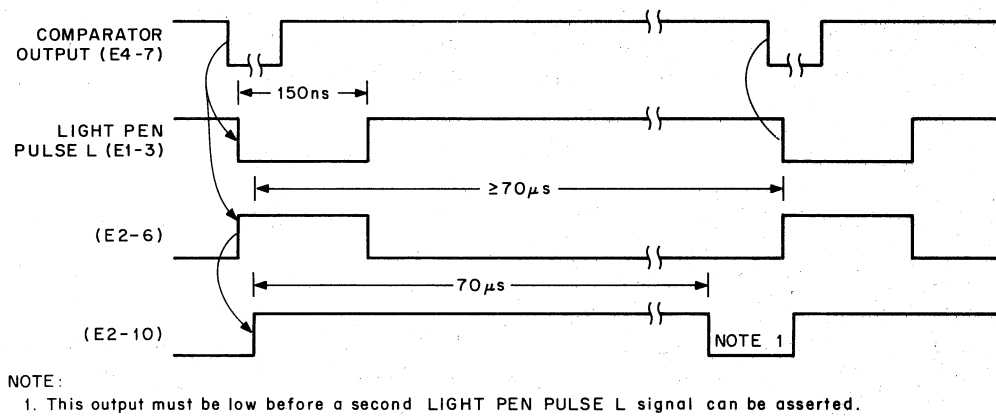 COMPARATOR
OUTPUT (E4-7)
150ns
LIGHT PEN
PULSE L (E1-3)
≥70μs
(E2-6)
70μs
(E2-10)
NOTE 1
NOTE:
1. This output must be low before a second LIGHT PEN PULSE L signal can be asserted.